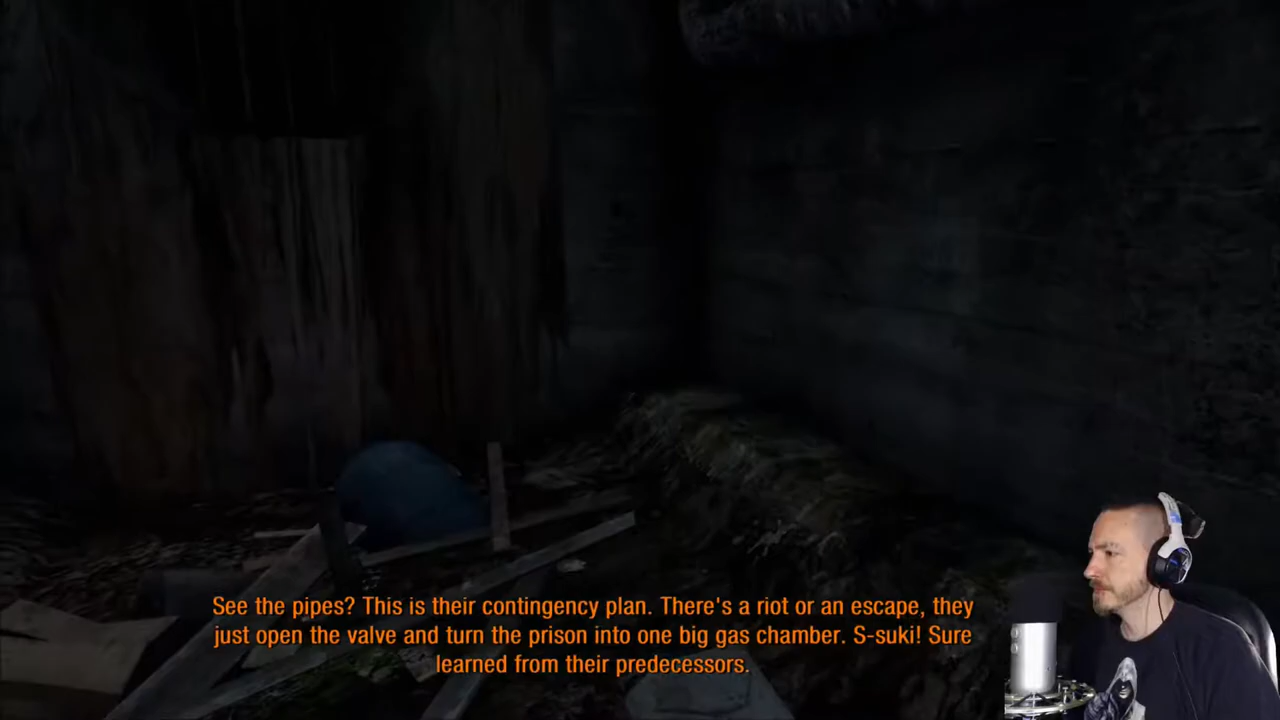 See the pipes? This is their contingency plan. There's a riot or an escape, they
just open the valve and turn the prison into one big gas chamber. S-suki! Sure
learned from their predecessors.